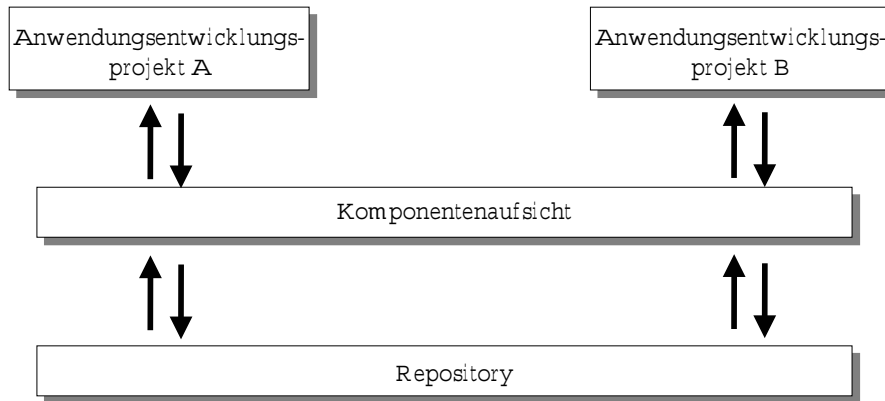 Anwendungsentwicklungs-
projekt A
Anwendungsentwicklungs-
projekt B
Komponentenaufsicht
Repository